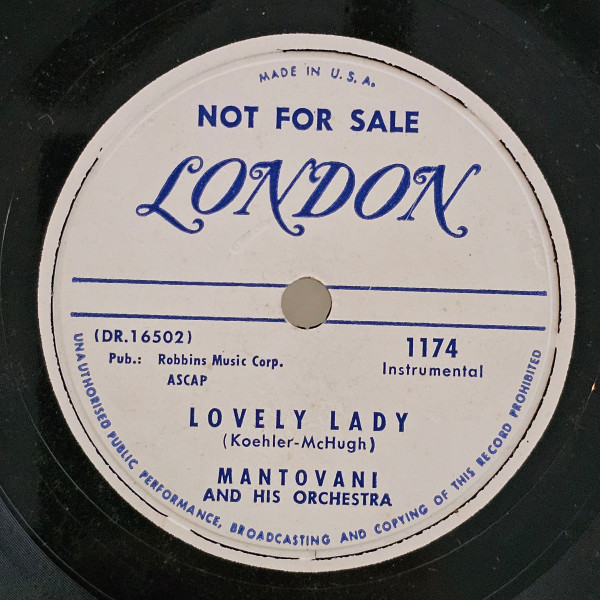 MADE IN U.S.A.
NOT FOR SALE
LONDON
(DR.16502)
Pub.: Robbins Music Corp.
ASCAP
1174
Instrumental
LOVELY LADY
(Koehler-McHugh)
MANTOVANI
AND HIS ORCHESTRA
UNAUTHORISED PUBLIC PERFORMANCE, BROADCASTING AND COPYING OF THIS RECORD PROHIBITED